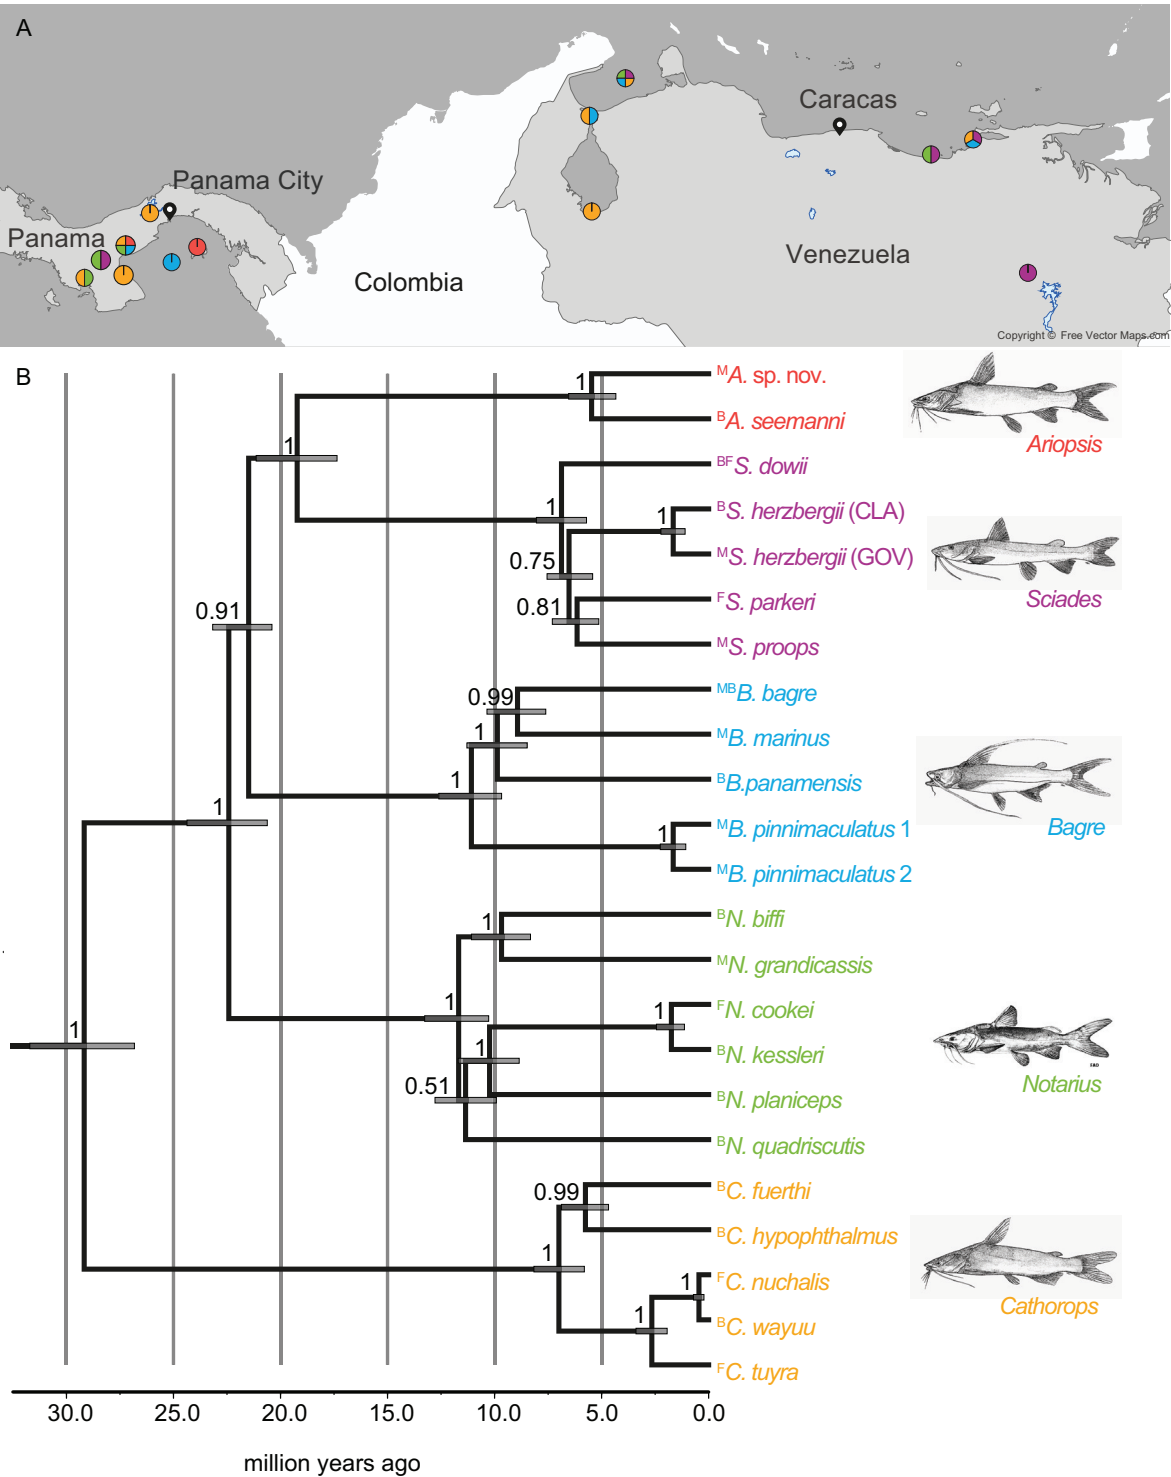 A
Panama City
Panama
Colombia
Caracas
Venezuela
Copyright © Free Vector Maps.com
B
1
MA. sp. nov.
BA. seemanni
Ariopsis
1
BFS. dowii
1
1
BS. herzbergii (CLA)
0.75
MS. herzbergii (GOV)
0.81
FS. parkeri
Sciades
0.91
MS. proops
0.99
MBB. bagre
1
MB. marinus
1
BB.panamensis
1
1
MB. pinnimaculatus 1
Bagre
MB. pinnimaculatus 2
1
BN. biffi
MN. grandicassis
1
1
FN. cookei
1
1
BN. kessleri
0.51
Notarius
BN. planiceps
BN. quadriscutis
0.99
BC. fuerthi
1
BC. hypophthalmus
1
FC. nuchalis
Cathorops
1
BC. wayuu
FC. tuyra
30.0 25.0 20.0 15.0 10.0 5.0 0.0
million years ago